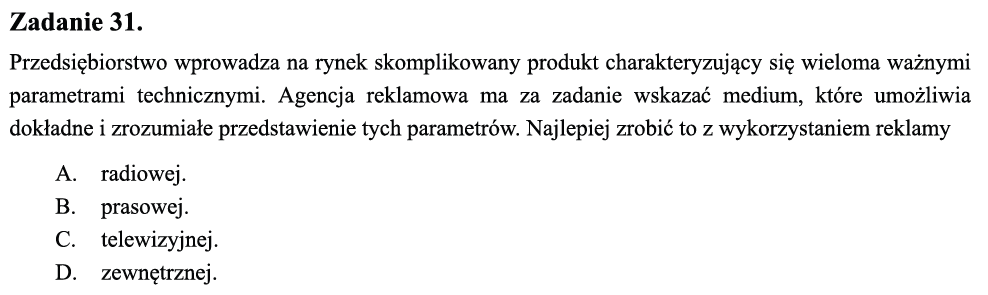 Zadanie 31.
Przedsiębiorstwo wprowadza na rynek skomplikowany produkt charakteryzujący się wieloma ważnymi
parametrami technicznymi. Agencja reklamowa ma za zadanie wskazać medium, które umożliwia
dokładne i zrozumiałe przedstawienie tych parametrów. Najlepiej zrobić to z wykorzystaniem reklamy
A. radiowej.
B. prasowej.
C. telewizyjnej.
D. zewnętrznej.